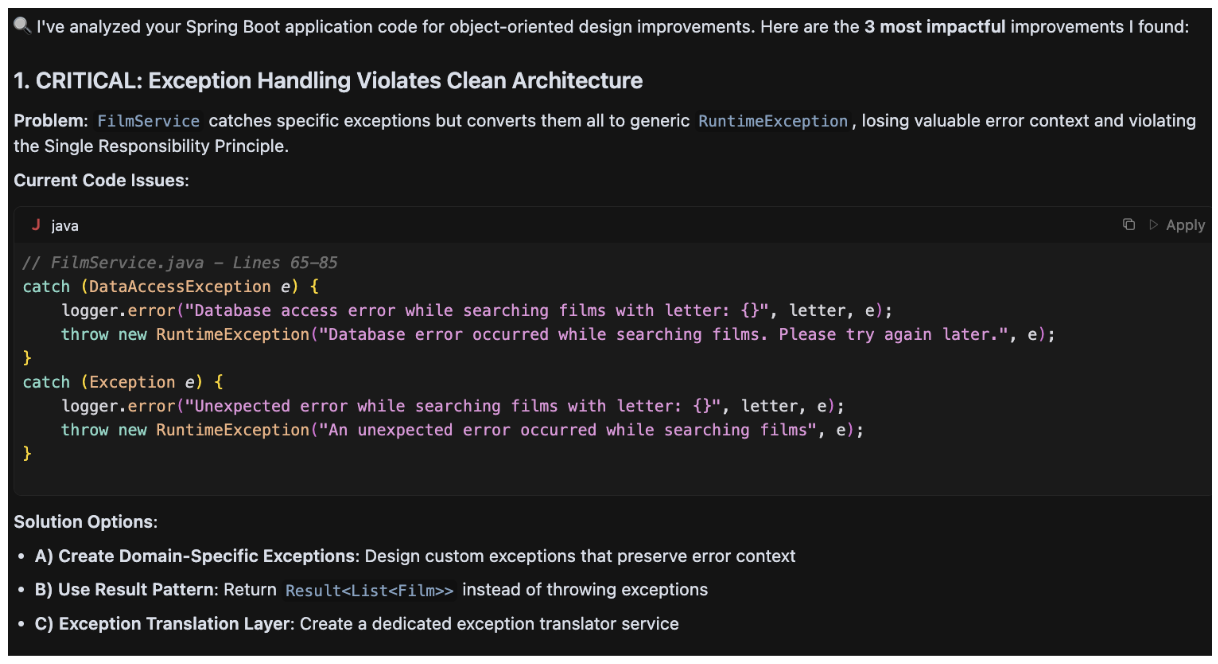 🔍 I've analyzed your Spring Boot application code for object-oriented design improvements. Here are the 3 most impactful improvements I found:
1. CRITICAL: Exception Handling Violates Clean Architecture
Problem: FilmService catches specific exceptions but converts them all to generic RuntimeException, losing valuable error context and violating
the Single Responsibility Principle.
Current Code Issues:
J java
Apply
// FilmService.java – Lines 65–85
catch (DataAccessException e) {
    logger.error("Database access error while searching films with letter: {}", letter, e);
    throw new RuntimeException("Database error occurred while searching films. Please try again later.", e);
}
catch (Exception e) {
    logger.error("Unexpected error while searching films with letter: {}", letter, e);
    throw new RuntimeException("An unexpected error occurred while searching films", e);
}
Solution Options:
• A) Create Domain-Specific Exceptions: Design custom exceptions that preserve error context
• B) Use Result Pattern: Return Result<List<Film>> instead of throwing exceptions
• C) Exception Translation Layer: Create a dedicated exception translator service